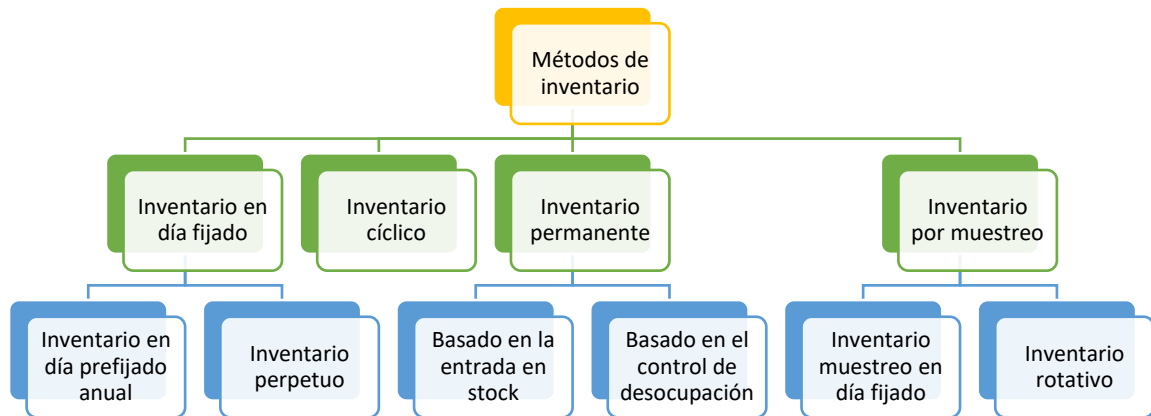 Métodos de
inventario
Inventario en
día fijado
Inventario
cíclico
Inventario
permanente
Inventario
por muestreo
Inventario en
día prefijado
anual
Inventario
perpetuo
Basado en la
entrada en
stock
Basado en el
control de
desocupación
Inventario
muestreo en
día fijado
Inventario
rotativo